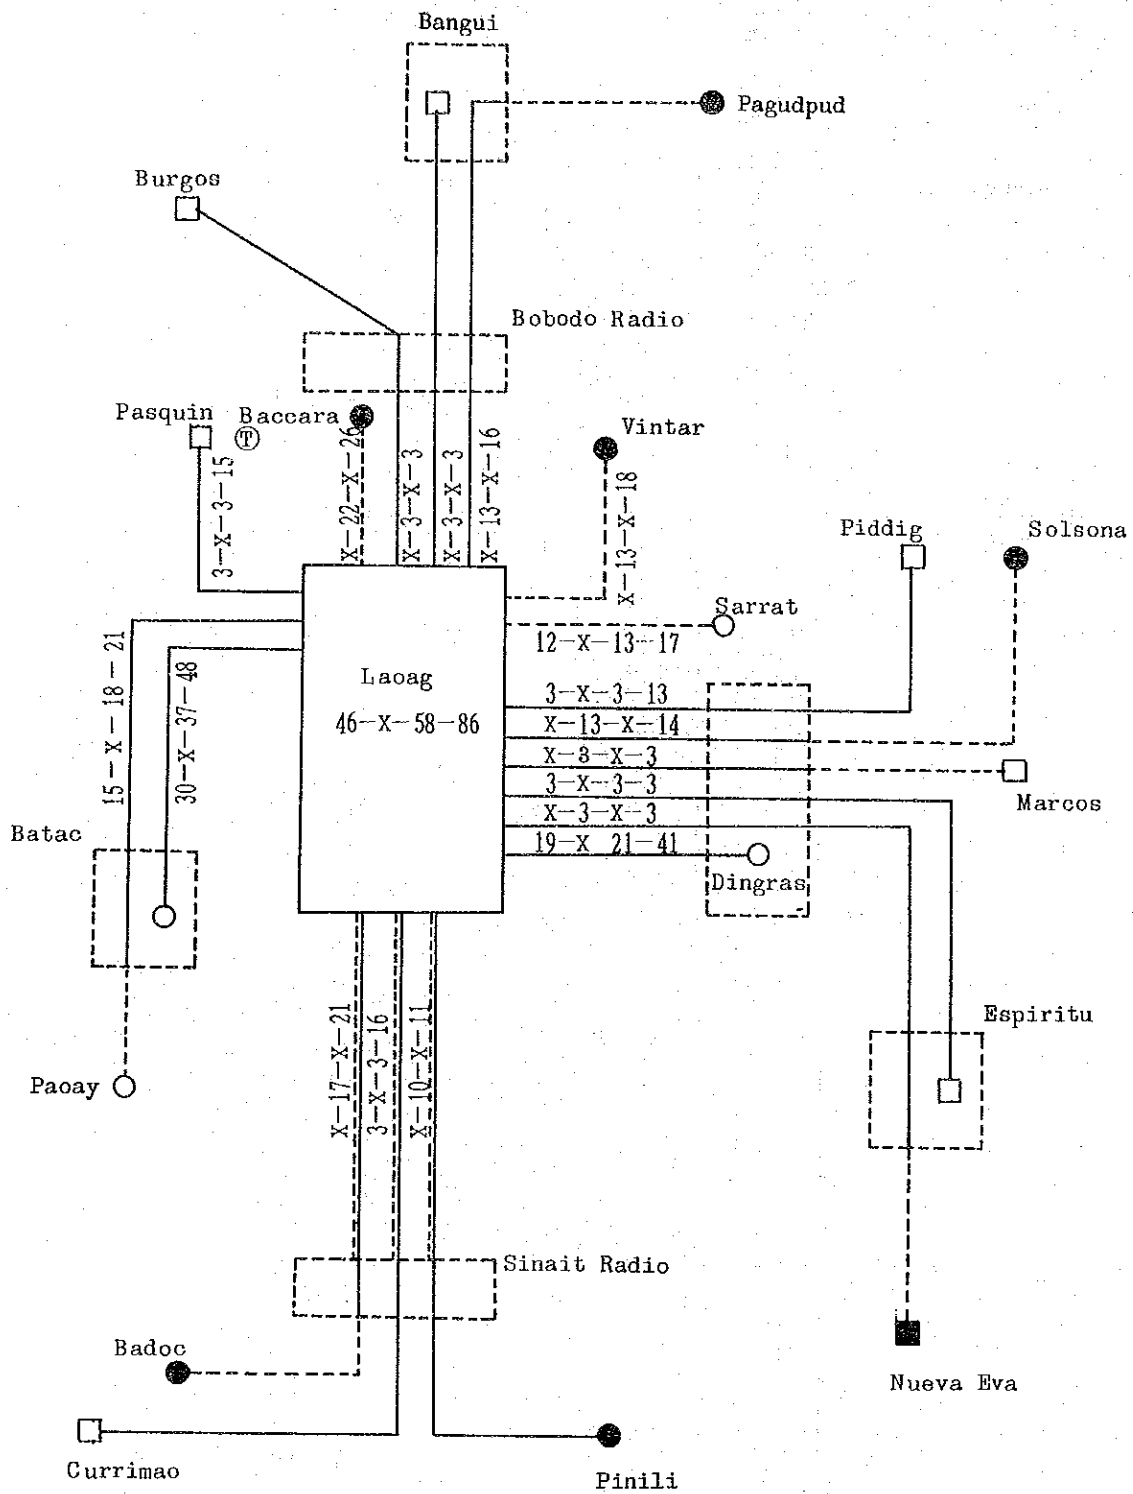 Bangui
Pagudpud
Burgos
Bobodo Radio
Pasquin
Baccara
T
Vintar
3-X-3-15
X-22-X-26
X-3-X-3
X-3-X-3
X-13-X-16
X-13-X-18
Piddig
Solsona
Sarrat
12-X-13-17
Laoag
46-X-58-86
3-X-3-13
X-13-X-14
X-3-X-3
3-X-3-3
X-3-X-3
19-X 21-41
Marcos
Dingras
15-X-18-21
30-X-37-48
Batac
Paoay
X-17-X-21
3-X-3-16
X-10-X-11
Espiritu
Sinait Radio
Badoc
Nueva Eva
Currimao
Pinili